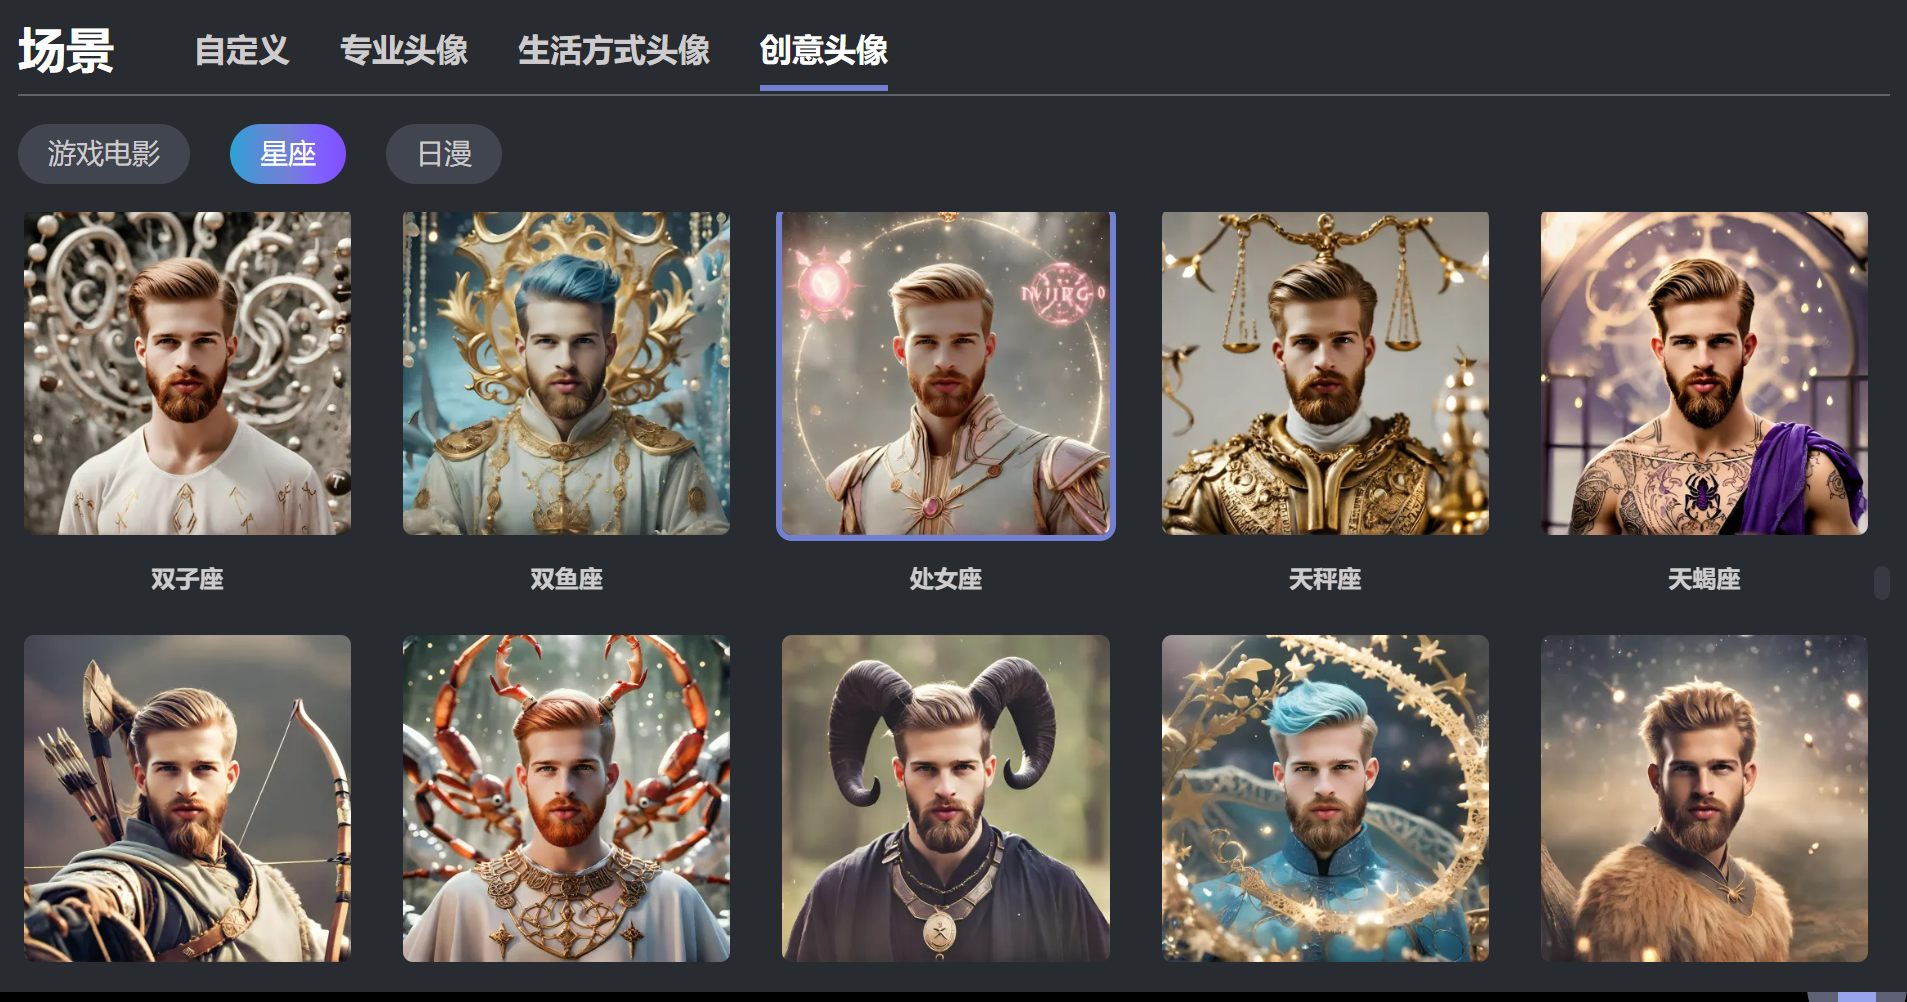 场景 自定义 专业头像 生活方式头像 创意头像
游戏电影 星座 日漫
双子座 双鱼座 处女座 天秤座 天蝎座